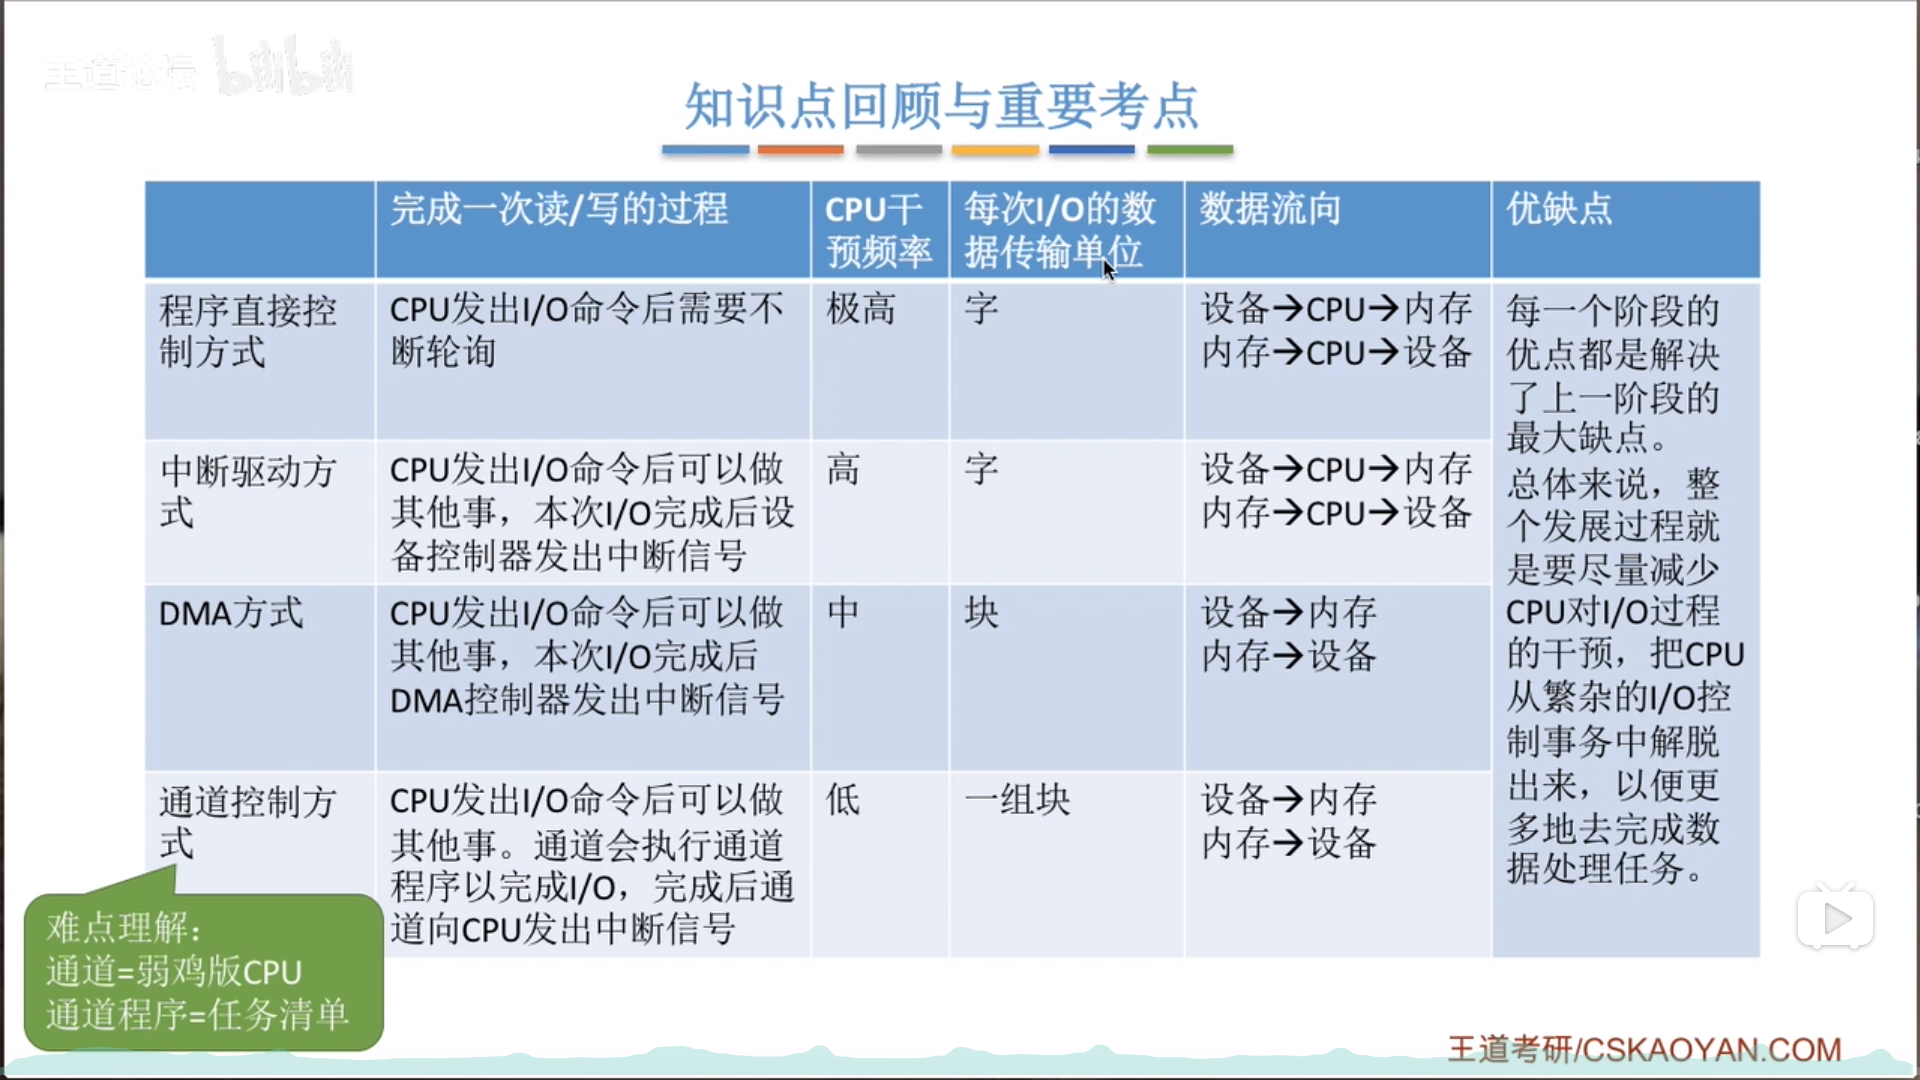 王道论坛 bilibili
知识点回顾与重要考点
完成一次读/写的过程
CPU干
预频率
每次I/O的数
据传输单位
数据流向
优缺点
程序直接控
制方式
CPU发出I/O命令后需要不
断轮询
极高
字
设备→CPU→内存
内存→CPU→设备
中断驱动方
式
CPU发出I/O命令后可以做
其他事，本次I/O完成后设
备控制器发出中断信号
高
字
设备→CPU→内存
内存→CPU→设备
DMA方式
CPU发出I/O命令后可以做
其他事，本次I/O完成后
DMA控制器发出中断信号
中
块
设备→内存
内存→设备
通道控制方
式
CPU发出I/O命令后可以做
其他事。通道会执行通道
程序以完成I/O，完成后通
道向CPU发出中断信号
低
一组块
设备→内存
内存→设备
每一个阶段的
优点都是解决
了上一阶段的
最大缺点。
总体来说，整
个发展过程就
是要尽量减少
CPU对I/O过程
的干预，把CPU
从繁杂的I/O控
制事务中解脱
出来，以便更
多地去完成数
据处理任务。
难点理解：
通道=弱鸡版CPU
通道程序=任务清单
王道考研/CSKAOYAN.COM